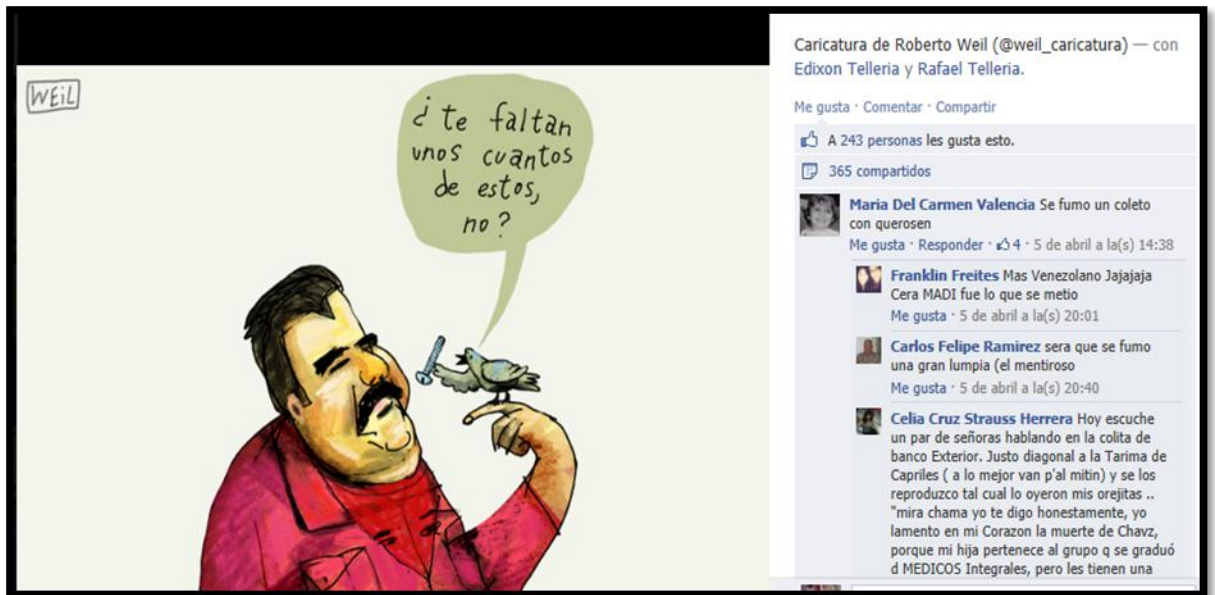 WEIL
¿te faltan
unos cuantos
de estos,
no?
Caricatura de Roberto Weil (@weil_caricatura) — con
Edixon Telleria y Rafael Telleria.
Me gusta · Comentar · Compartir
A 243 personas les gusta esto.
365 compartidos
Maria Del Carmen Valencia Se fumo un coleto
con querosen
Me gusta · Responder · 4 · 5 de abril a la(s) 14:38
Franklin Freites Mas Venezolano Jajajaja
Cera MADI fue lo que se metio
Me gusta · 5 de abril a la(s) 20:01
Carlos Felipe Ramirez sera que se fumo
una gran lumpia (el mentiroso
Me gusta · 5 de abril a la(s) 20:40
Celia Cruz Strauss Herrera Hoy escuche
un par de señoras hablando en la colita de
banco Exterior. Justo diagonal a la Tarima de
Capriles ( a lo mejor van p'al mitin) y se los
reproduzco tal cual lo oyeron mis orejitas ..
"mira chama yo te digo honestamente, yo
lamento en mi Corazon la muerte de Chavz,
porque mi hija pertenece al grupo q se graduó
d MEDICOS Integrales, pero les tienen una